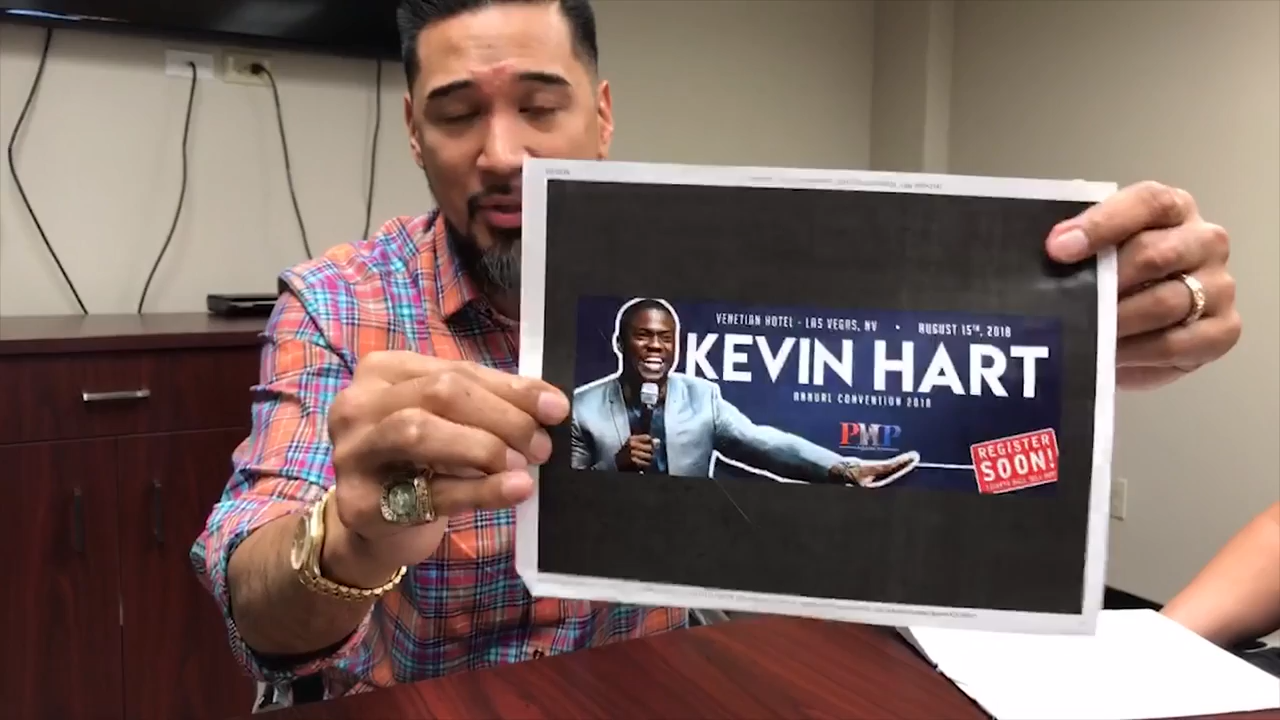 VENETIAN HOTEL - LAS VEGAS, NV • AUGUST 15TH, 2018
KEVIN HART
ANNUAL CONVENTION 2018
PHP
REGISTER
SOON!